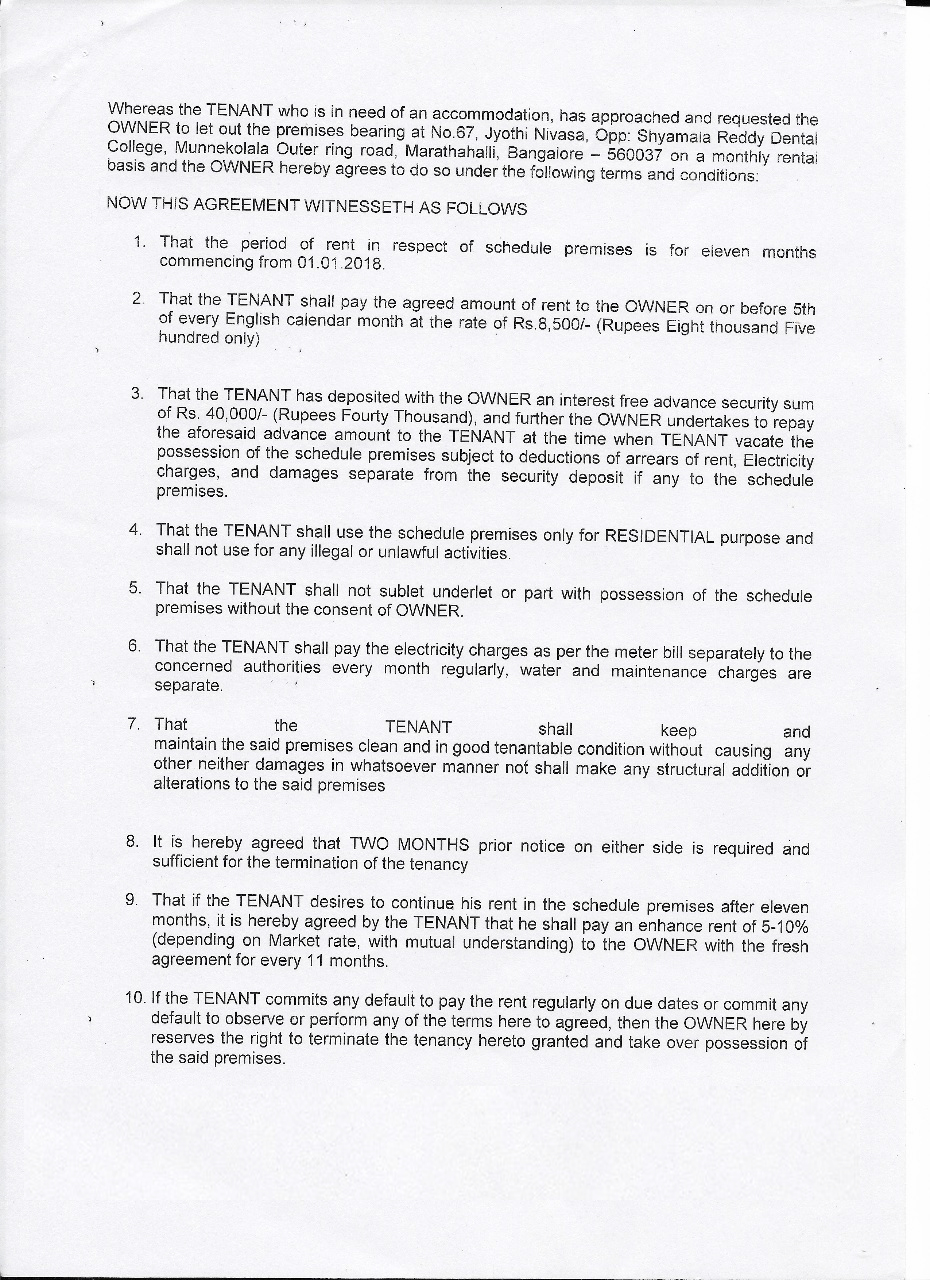 Whereas the TENANT who is in need of an accommodation, has approached and requested the
OWNER to let out the premises bearing at No.67, Jyothi Nivasa, Opp: Shyamala Reddy Dental
College, Munnekolala Outer ring road, Marathahalli, Bangalore – 560037 on a monthly rental
basis and the OWNER hereby agrees to do so under the following terms and conditions:
NOW THIS AGREEMENT WITNESSETH AS FOLLOWS
1. That the period of rent in respect of schedule premises is for eleven months
commencing from 01.01.2018.
2. That the TENANT shall pay the agreed amount of rent to the OWNER on or before 5th
of every English calendar month at the rate of Rs.8,500/- (Rupees Eight thousand Five
hundred only)
3. That the TENANT has deposited with the OWNER an interest free advance security sum
of Rs. 40,000/- (Rupees Fourty Thousand), and further the OWNER undertakes to repay
the aforesaid advance amount to the TENANT at the time when TENANT vacate the
possession of the schedule premises subject to deductions of arrears of rent, Electricity
charges, and damages separate from the security deposit if any to the schedule
premises.
4. That the TENANT shall use the schedule premises only for RESIDENTIAL purpose and
shall not use for any illegal or unlawful activities.
5. That the TENANT shall not sublet underlet or part with possession of the schedule
premises without the consent of OWNER.
6. That the TENANT shall pay the electricity charges as per the meter bill separately to the
concerned authorities every month regularly, water and maintenance charges are
separate.
7. That the TENANT shall keep and
maintain the said premises clean and in good tenantable condition without causing any
other neither damages in whatsoever manner not shall make any structural addition or
alterations to the said premises
8. It is hereby agreed that TWO MONTHS prior notice on either side is required and
sufficient for the termination of the tenancy
9. That if the TENANT desires to continue his rent in the schedule premises after eleven
months, it is hereby agreed by the TENANT that he shall pay an enhance rent of 5-10%
(depending on Market rate, with mutual understanding) to the OWNER with the fresh
agreement for every 11 months.
10. If the TENANT commits any default to pay the rent regularly on due dates or commit any
default to observe or perform any of the terms here to agreed, then the OWNER here by
reserves the right to terminate the tenancy hereto granted and take over possession of
the said premises.